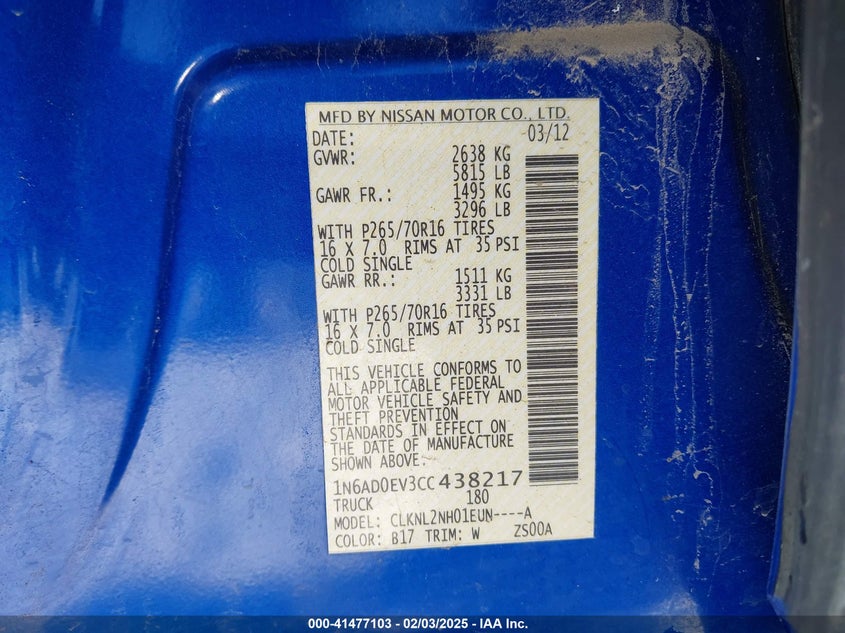 MFD BY NISSAN MOTOR CO., LTD.
DATE: 03/12
GVWR: 2638 KG
5815 LB
GAWR FR.: 1495 KG
3296 LB
WITH P265/70R16 TIRES
16 X 7.0 RIMS AT 35 PSI
COLD SINGLE
GAWR RR.: 1511 KG
3331 LB
WITH P265/70R16 TIRES
16 X 7.0 RIMS AT 35 PSI
COLD SINGLE
THIS VEHICLE CONFORMS TO
ALL APPLICABLE FEDERAL
MOTOR VEHICLE SAFETY AND
THEFT PREVENTION
STANDARDS IN EFFECT ON
THE DATE OF MANUFACTURE
SHOWN ABOVE.
1N6AD0EV3CC438217
TRUCK 180
MODEL: CLKNL2NH01EUN----A
COLOR: B17 TRIM: W ZS00A
000-41477103 - 02/03/2025 - IAA Inc.